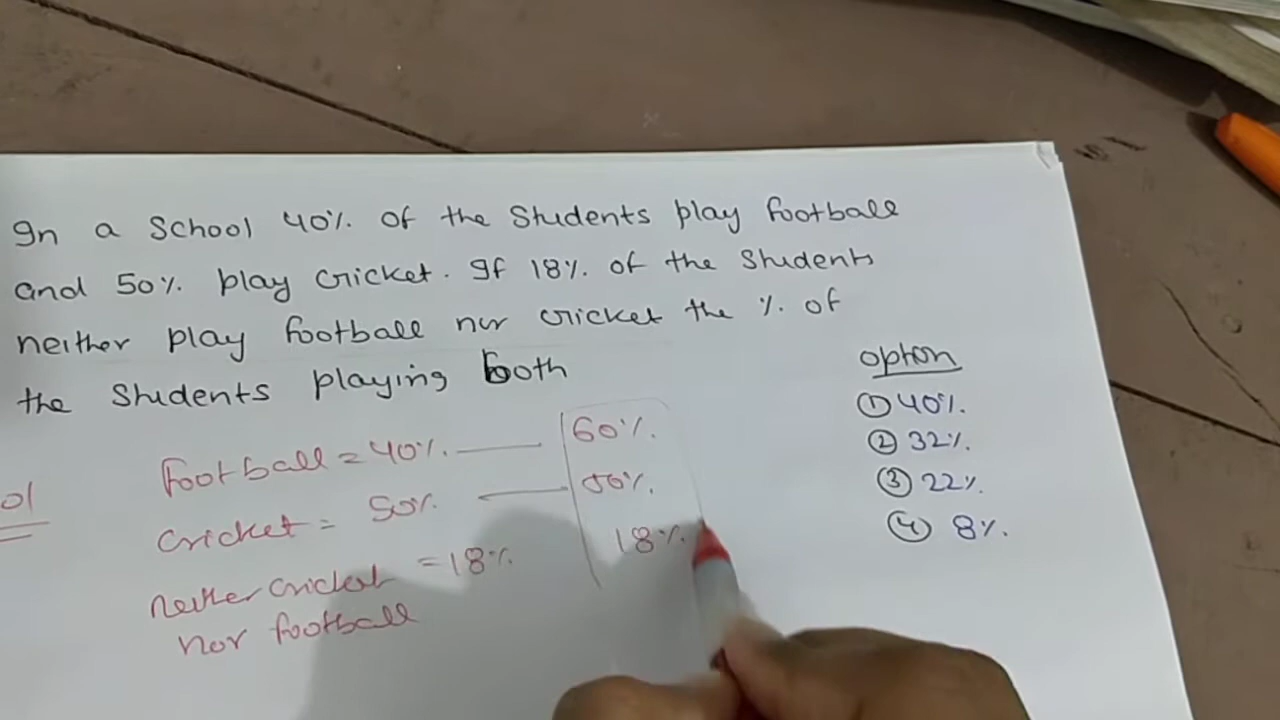 In a School 40% of the Students play football
and 50% play cricket. If 18% of the Students
neither play football nor cricket the % of
the Students playing both
option
① 40%.
② 32%.
③ 22%.
④ 8%.
football = 40%. 60%.
cricket = 50% 50%.
neither cricket = 18% 18%.
nor football
ol